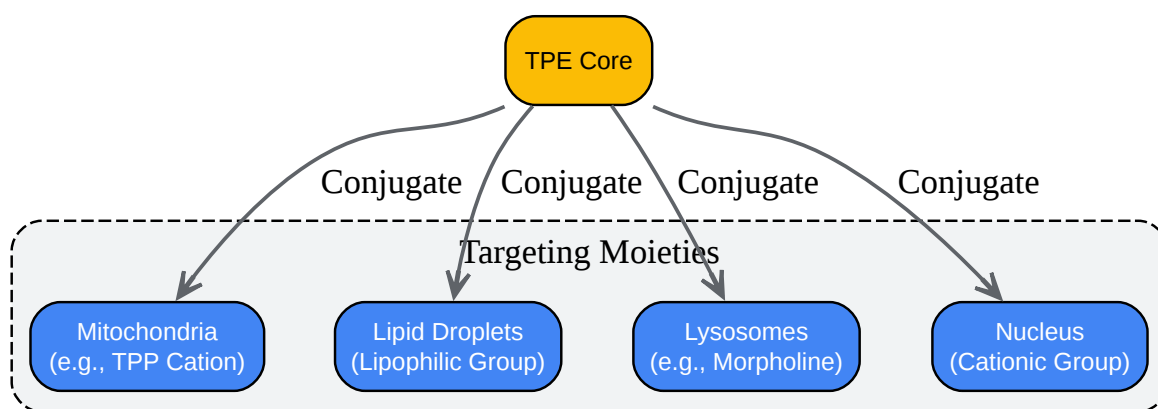 TPE Core
Conjugate Conjugate Conjugate Conjugate
Targeting Moieties
Mitochondria
(e.g., TPP Cation)
Lipid Droplets
(Lipophilic Group)
Lysosomes
(e.g., Morpholine)
Nucleus
(Cationic Group)